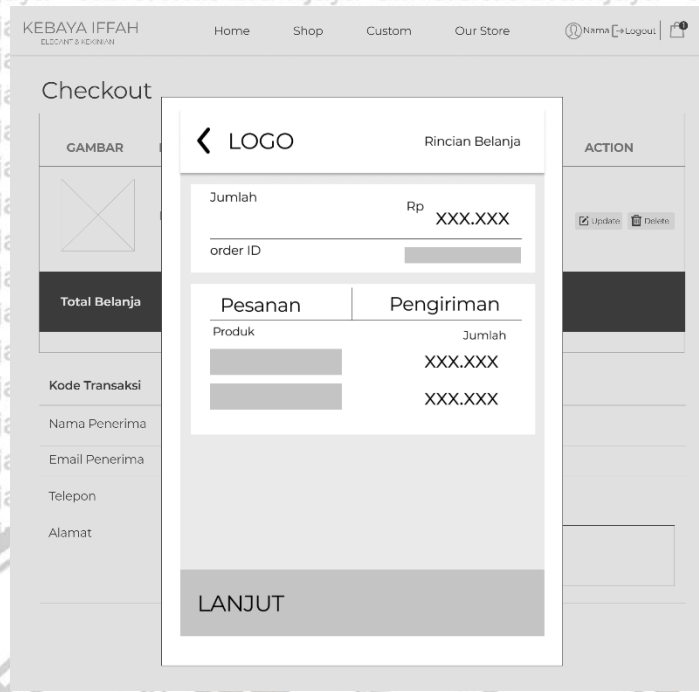 KEBAYA IFFAH
ELEGANT & KEKINIAN
Home Shop Custom Our Store
Nama Logout 0
Checkout
GAMBAR ACTION
LOGO Rincian Belanja
Jumlah Rp XXX.XXX
Update Delete
order ID
Total Belanja
Pesanan Pengiriman
Produk Jumlah
XXX.XXX
XXX.XXX
Kode Transaksi
Nama Penerima
Email Penerima
Telepon
Alamat
LANJUT